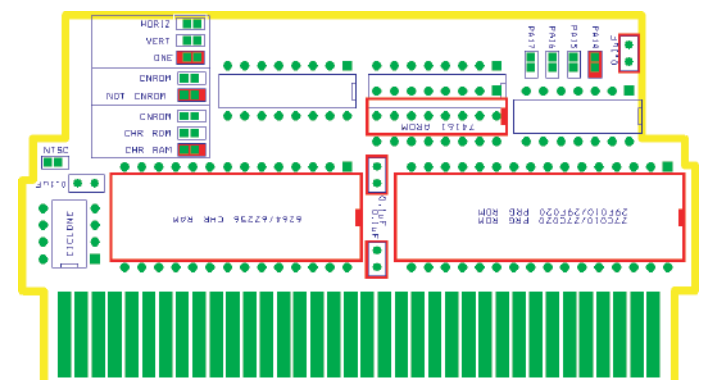 HORIZ
VERT
ONE
CNROM
NOT CNROM
CNROM
CHR ROM
CHR RAM
PA17
PA16
PA15
PA14
0.1uF
74161 AROM
NTSC
0.1uF
CICLONE
6264/62256 CHR RAM
0.1uF
0.1uF
27C010/27C020 PRG ROM
29F010/29F020 PRG ROM